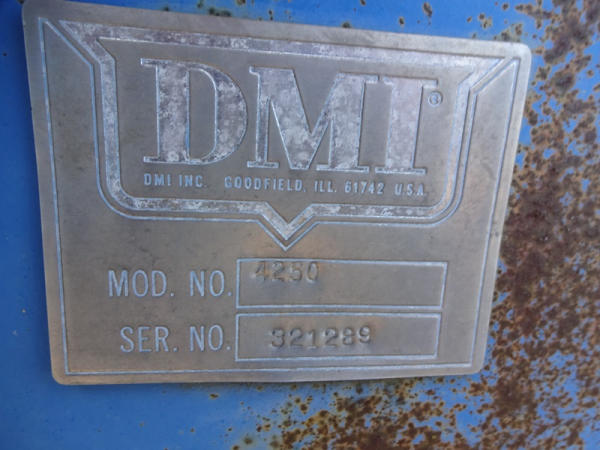 DMI®
DMI INC. GOODFIELD, ILL. 61742 U.S.A.
MOD. NO. 4250
SER. NO. 321289